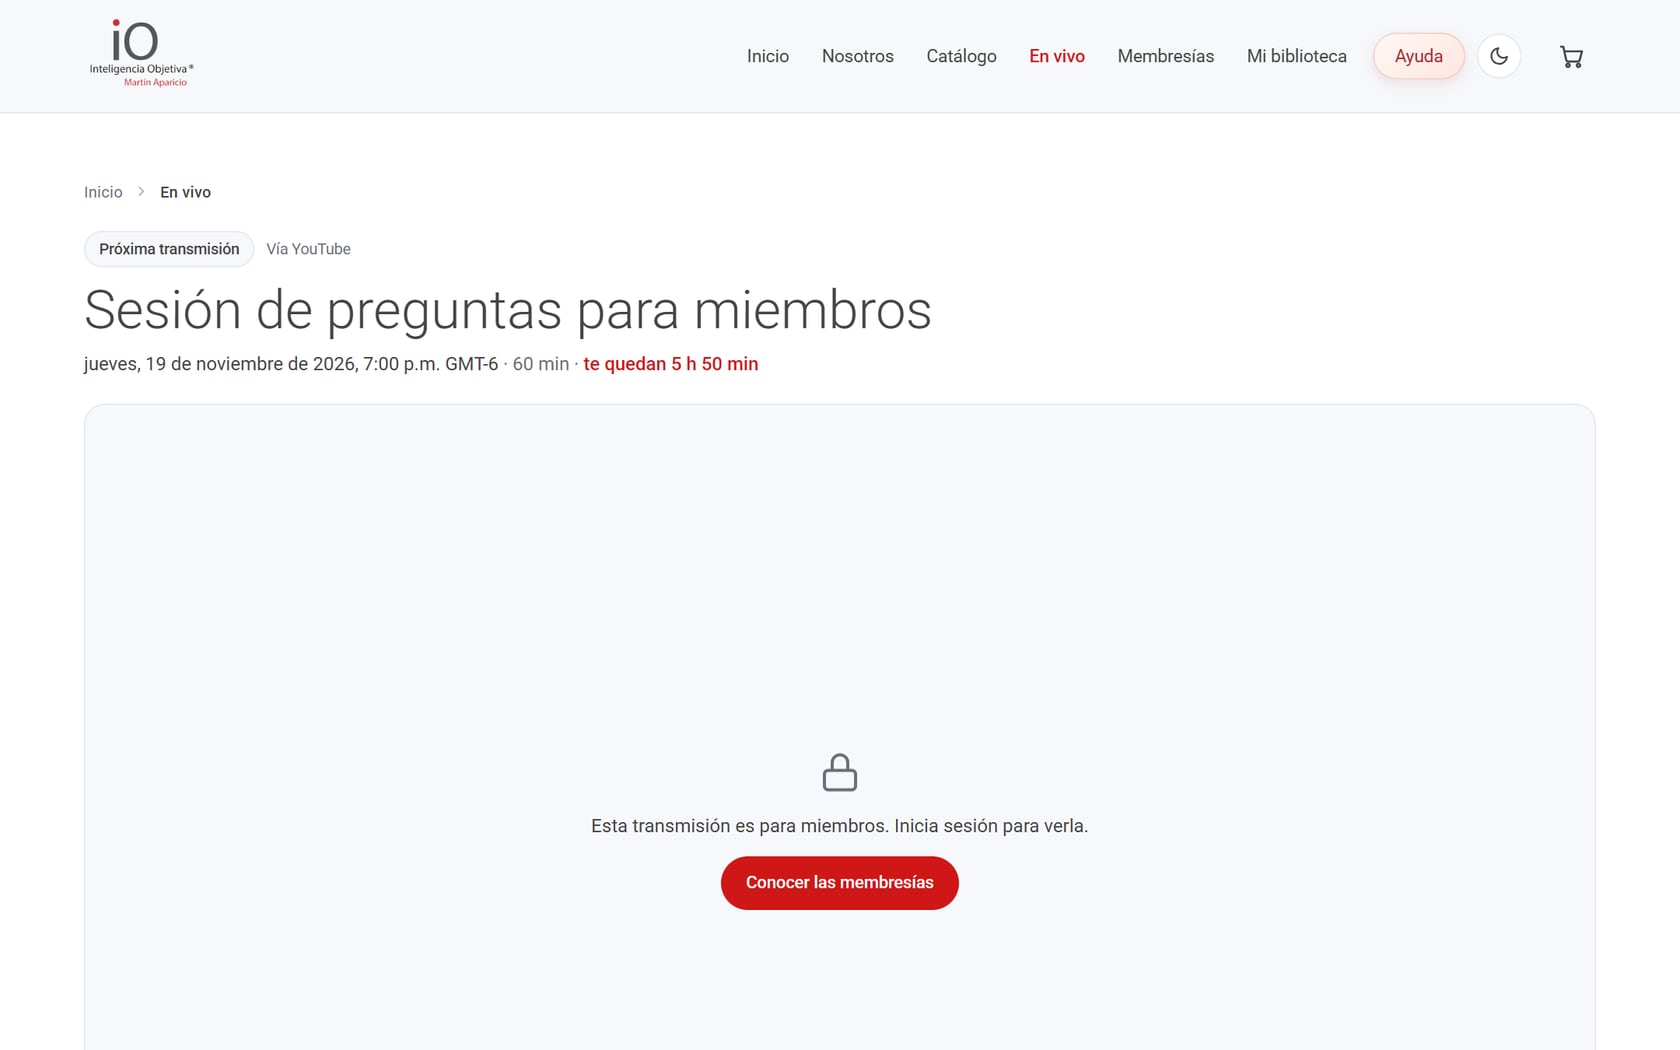 iO
Inteligencia Objetiva®
Martín Aparicio
Inicio Nosotros Catálogo En vivo Membresías Mi biblioteca Ayuda
Inicio > En vivo
Próxima transmisión Vía YouTube
Sesión de preguntas para miembros
jueves, 19 de noviembre de 2026, 7:00 p.m. GMT-6 · 60 min · te quedan 5 h 50 min
Esta transmisión es para miembros. Inicia sesión para verla.
Conocer las membresías